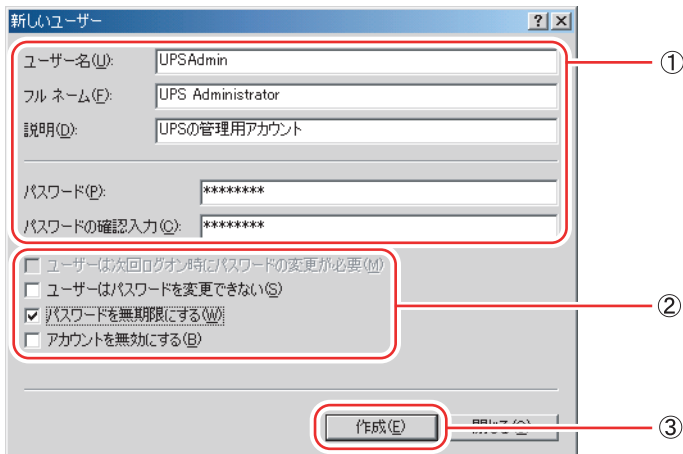 新しいユーザー
ユーザー名(U): UPSAdmin
①
フル ネーム(F): UPS Administrator
説明(D): UPSの管理用アカウント
パスワード(P): ********
パスワードの確認入力(C): ********
ユーザーは次回ログオン時にパスワードの変更が必要(M)
ユーザーはパスワードを変更できない(S)
②
パスワードを無期限にする(W)
アカウントを無効にする(B)
作成(E)
③